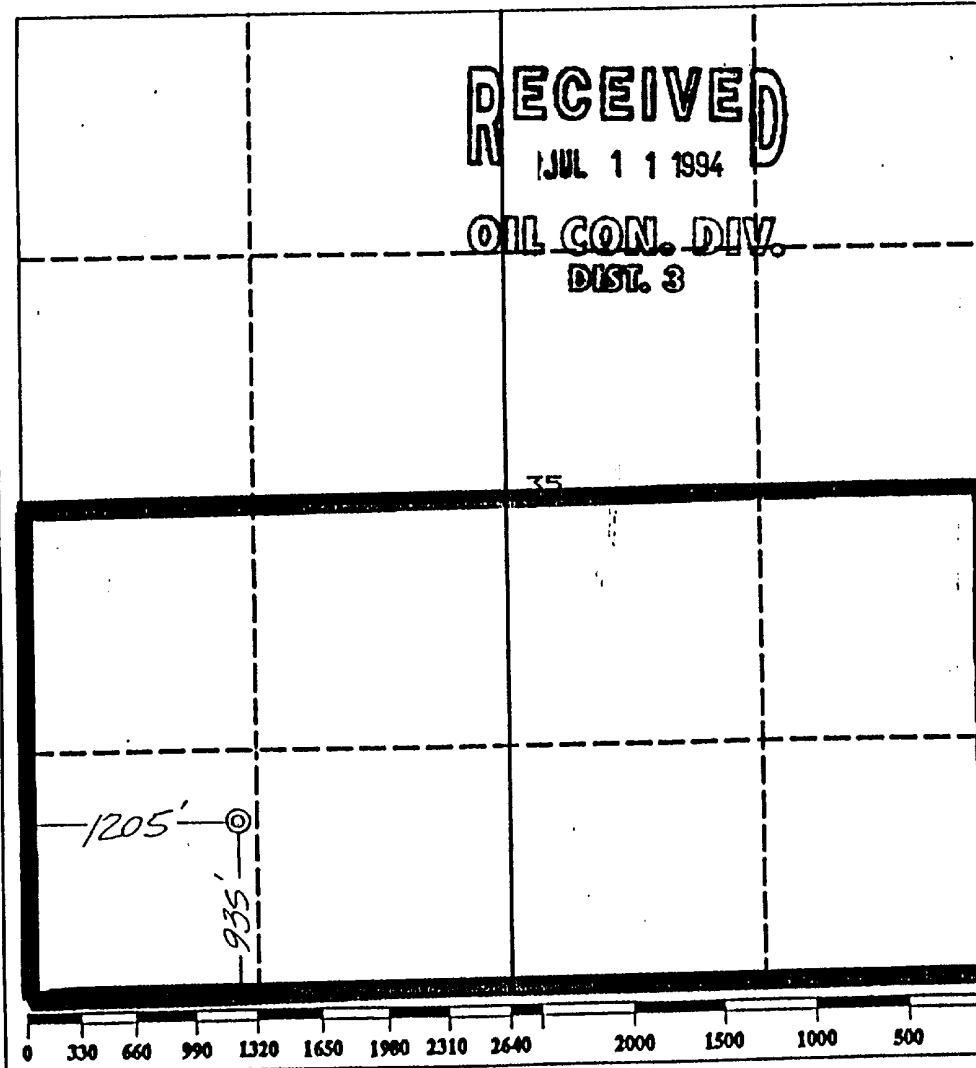 RECEIVED
JUL 1 1 1994
OIL CON. DIV.
DIST. 3
35
1205'
935'
0 330 660 990 1320 1650 1980 2310 2640 2000 1500 1000 500